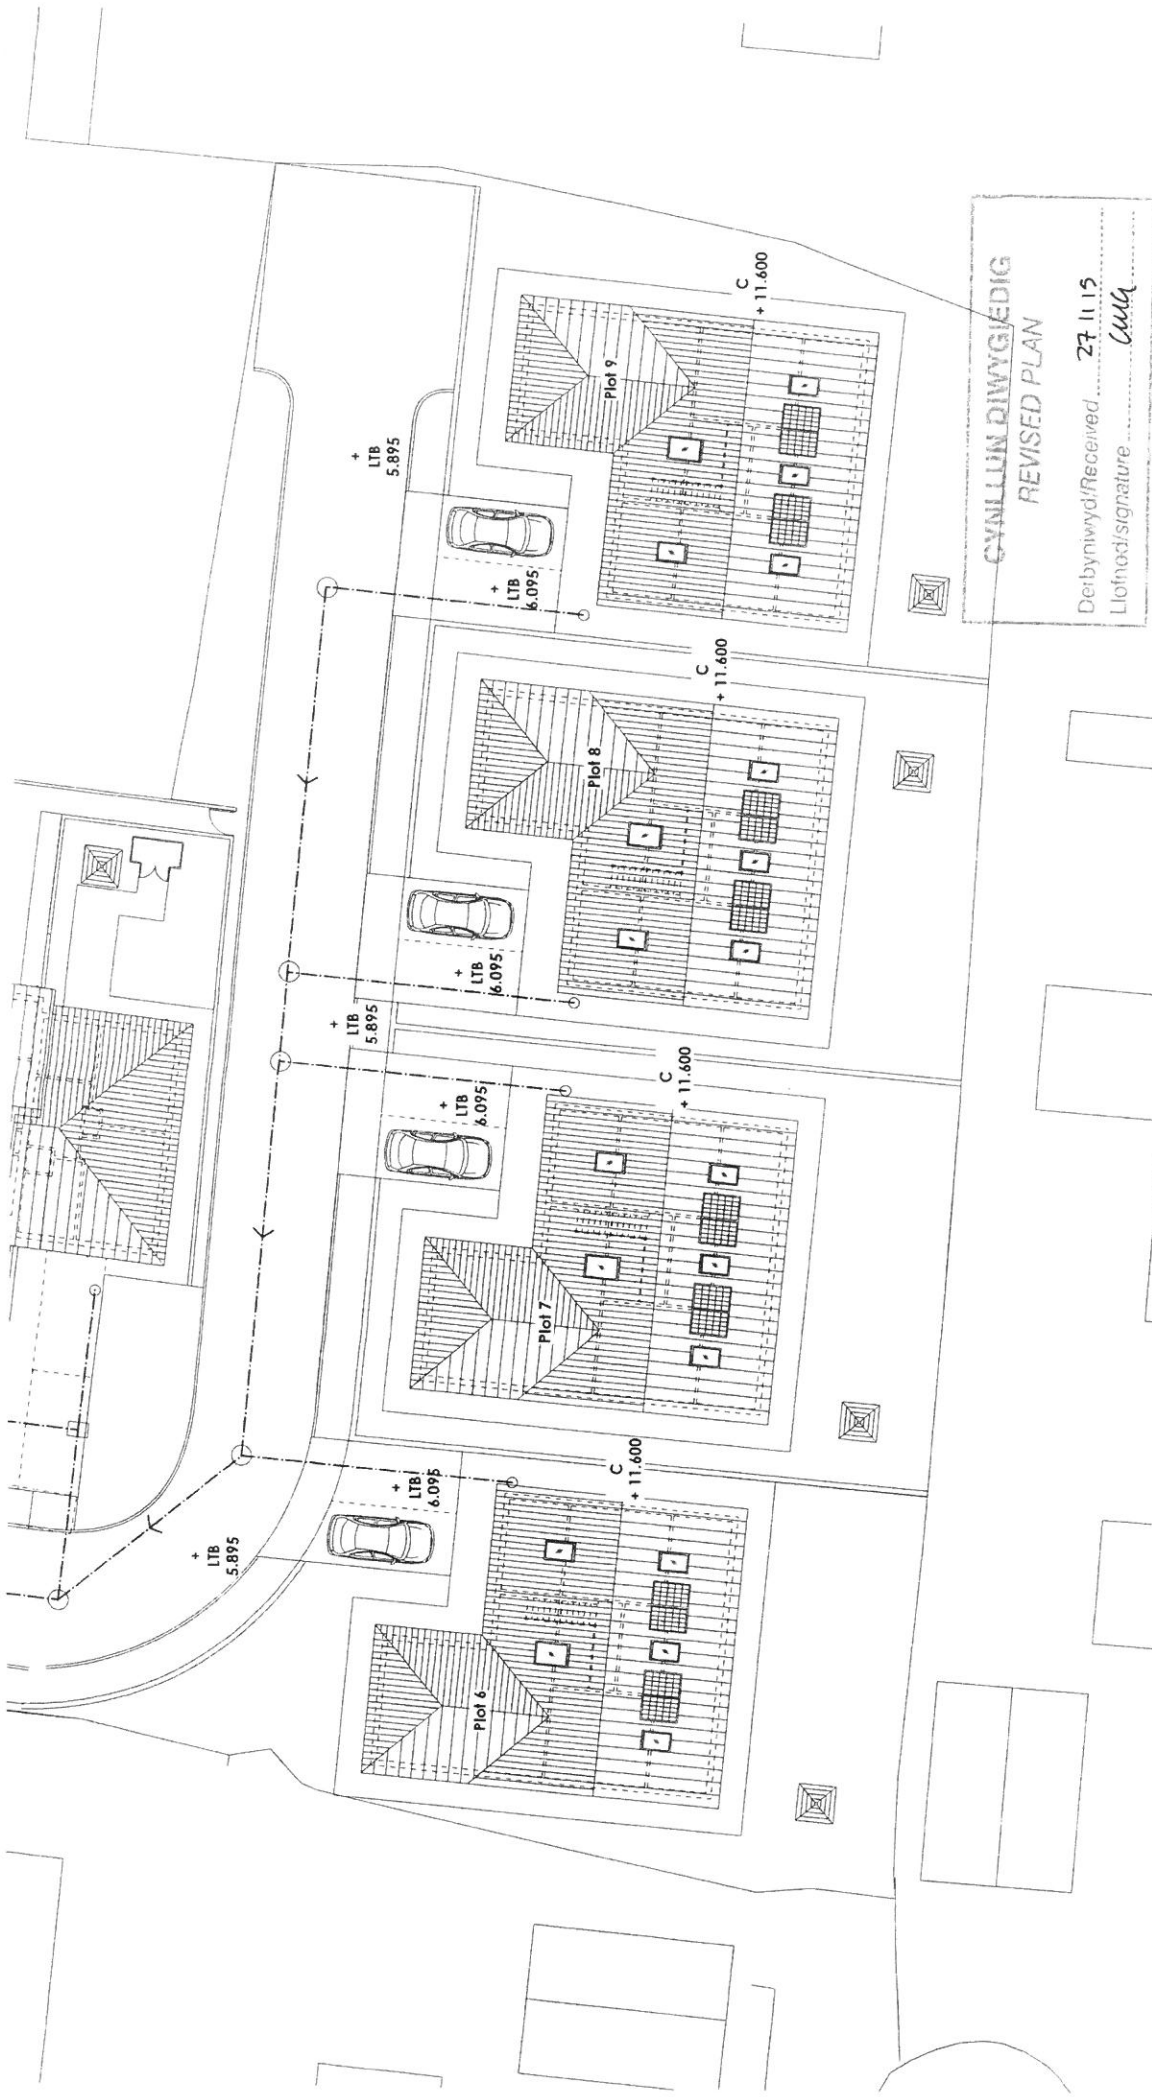 Plot 6
Plot 7
Plot 8
Plot 9
+
LTB
5.895
+
LTB
6.095
C
+ 11.600
+
LTB
6.095
C
+ 11.600
+
LTB
5.895
+
LTB
6.095
C
+ 11.600
+
LTB
5.895
+
LTB
6.095
C
+ 11.600
CYNLLUN DIWYGIEDIG
REVISED PLAN
Derbyniwyd/Received 27 11 15
Llofnod/signature